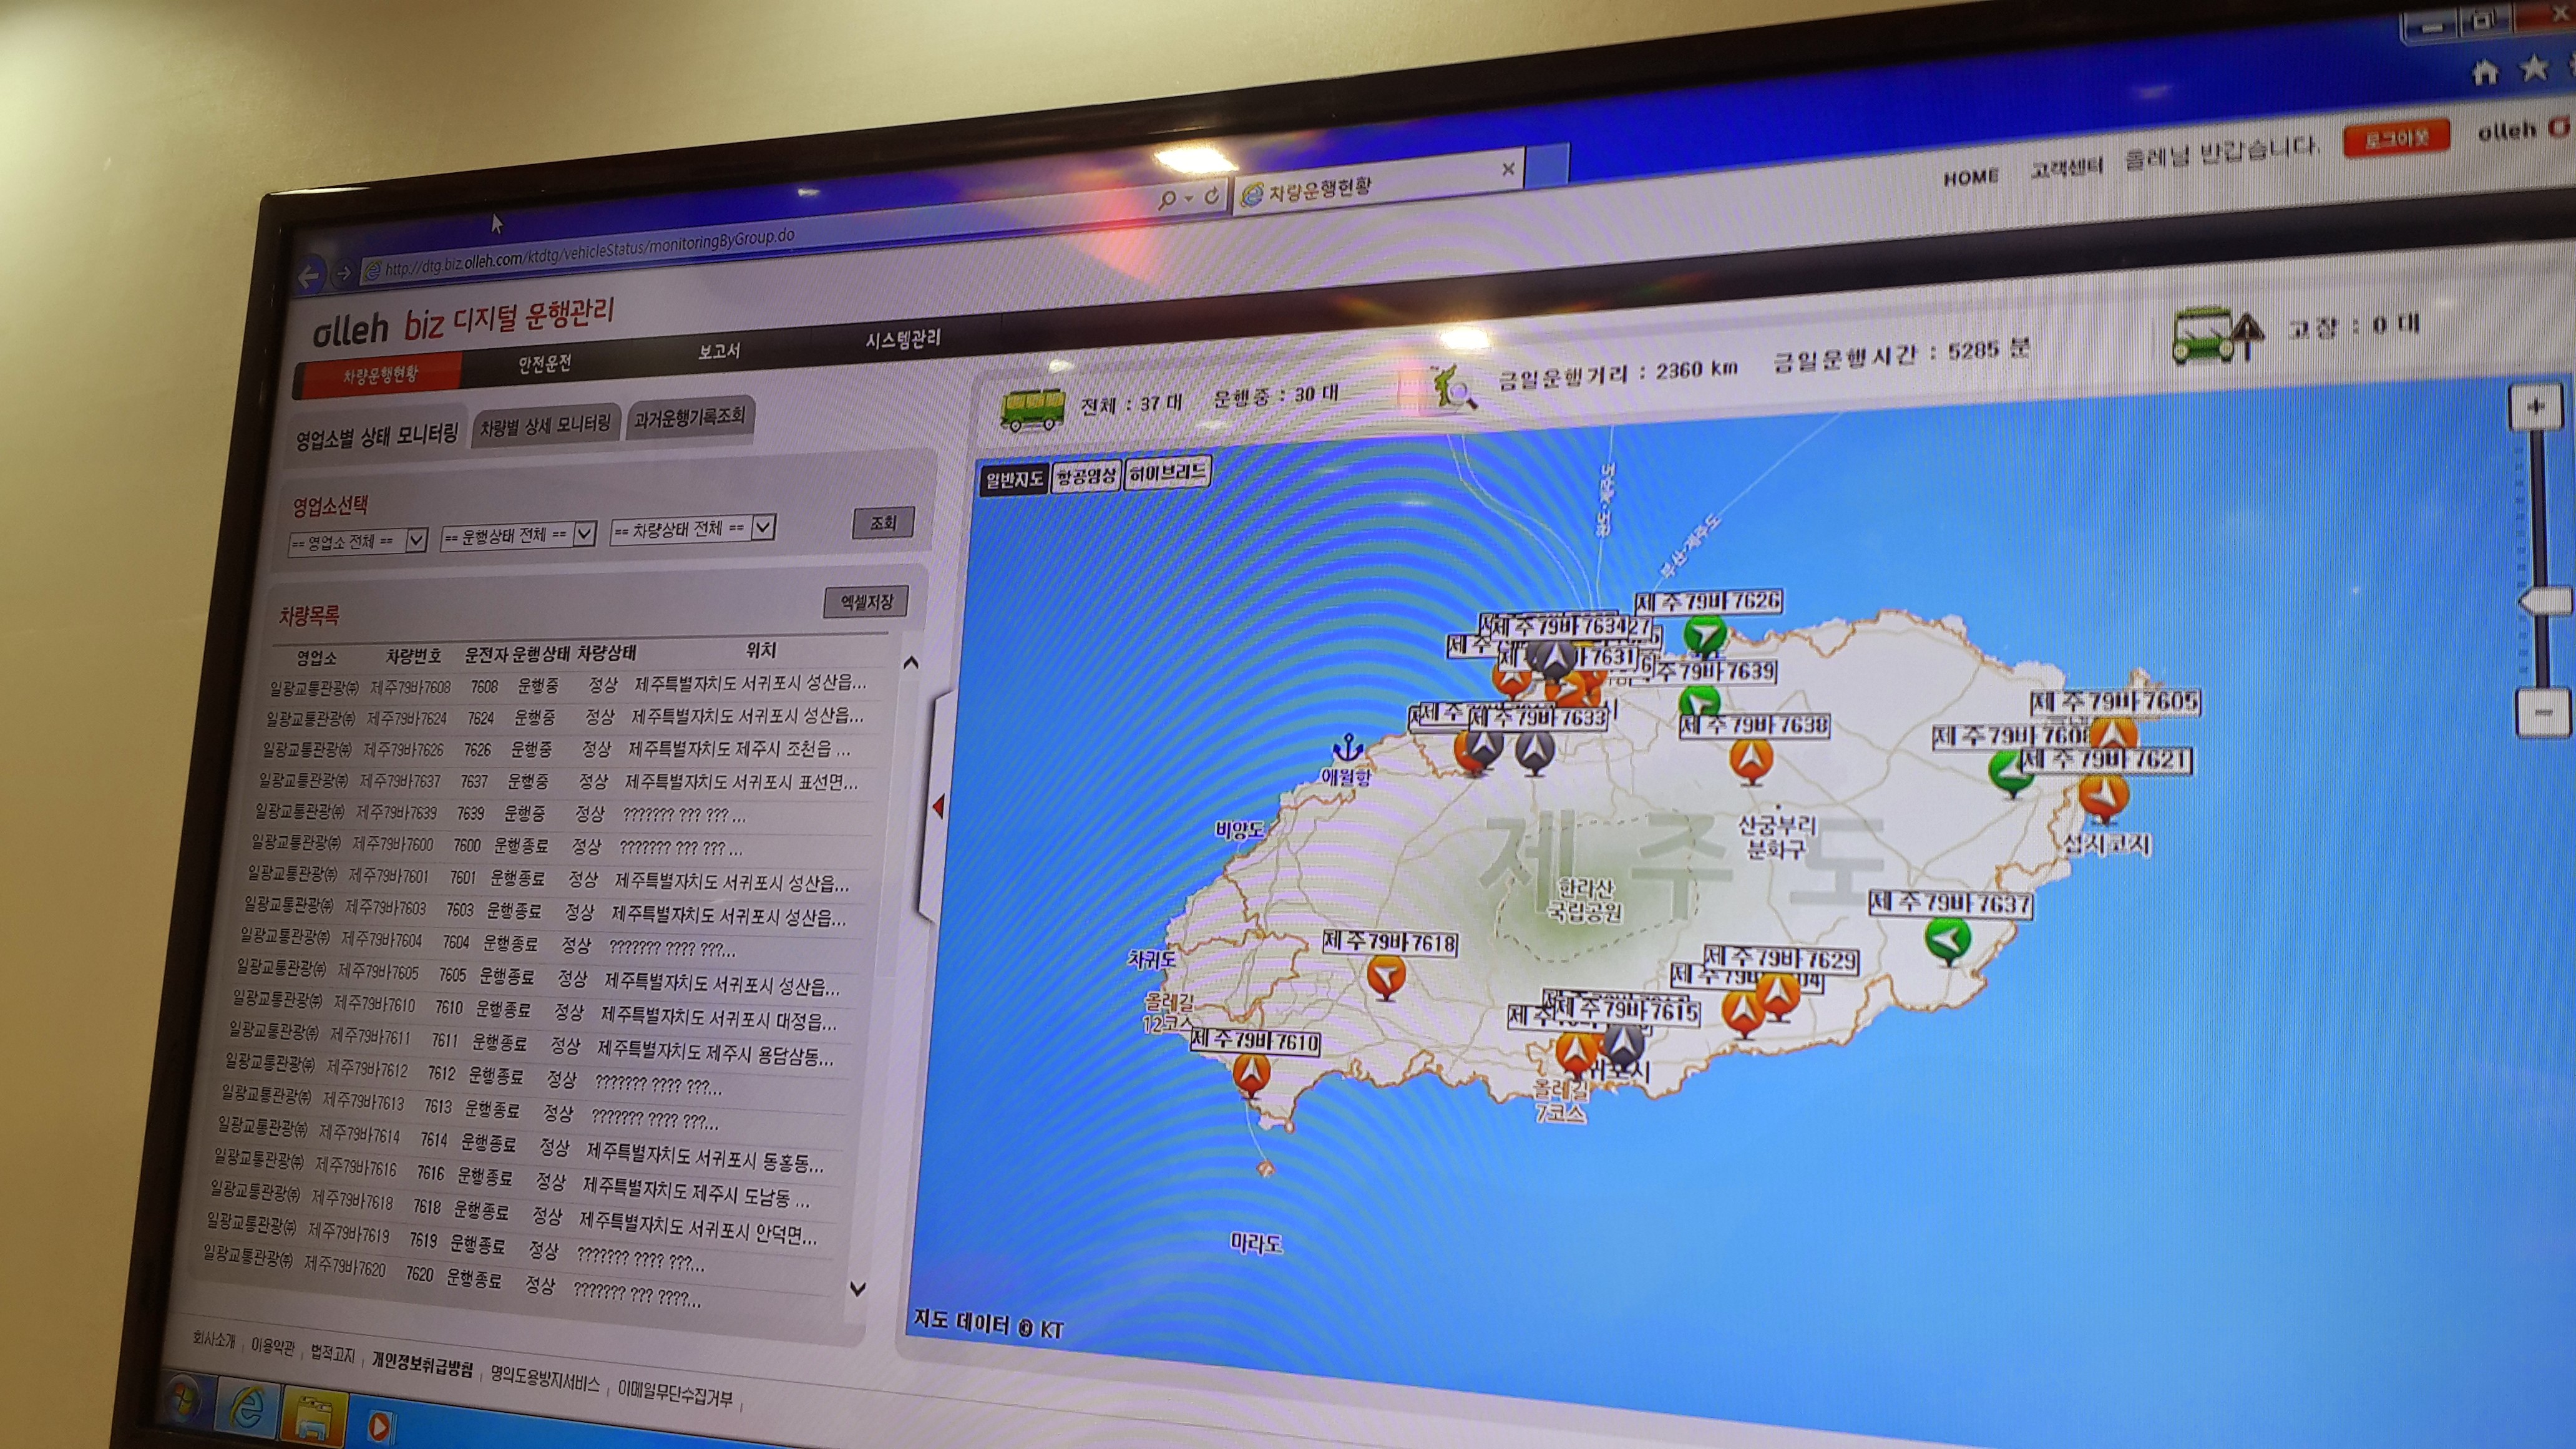 http://dtg.biz.olleh.com/ktdtg/vehicleStatus/monitoringByGroup.do
차량운행현황
HOME 고객센터 올레님 반갑습니다. 로그아웃 olleh
olleh biz 디지털 운행관리
차량운행현황 안전운전 보고서 시스템관리
영업소별 상태 모니터링 차량별 상세 모니터링 과거운행기록조회
전체 : 37 대 운행중 : 30 대 금일운행거리 : 2360 km 금일운행시간 : 5285 분 고장 : 0 대
영업소선택
== 영업소 전체 == == 운행상태 전체 == == 차량상태 전체 == 조회
차량목록 엑셀저장
영업소 차량번호 운전자 운행상태 차량상태 위치
일광교통관광㈜ 제주79바7608 7608 운행중 정상 제주특별자치도 서귀포시 성산읍...
일광교통관광㈜ 제주79바7624 7624 운행중 정상 제주특별자치도 서귀포시 성산읍...
일광교통관광㈜ 제주79바7626 7626 운행중 정상 제주특별자치도 제주시 조천읍 ...
일광교통관광㈜ 제주79바7637 7637 운행중 정상 제주특별자치도 서귀포시 표선면...
일광교통관광㈜ 제주79바7639 7639 운행중 정상 ??????? ??? ??? ...
일광교통관광㈜ 제주79바7600 7600 운행종료 정상 ??????? ??? ??? ...
일광교통관광㈜ 제주79바7601 7601 운행종료 정상 제주특별자치도 서귀포시 성산읍...
일광교통관광㈜ 제주79바7603 7603 운행종료 정상 제주특별자치도 서귀포시 성산읍...
일광교통관광㈜ 제주79바7604 7604 운행종료 정상 ??????? ???? ???...
일광교통관광㈜ 제주79바7605 7605 운행종료 정상 제주특별자치도 서귀포시 성산읍...
일광교통관광㈜ 제주79바7610 7610 운행종료 정상 제주특별자치도 서귀포시 대정읍...
일광교통관광㈜ 제주79바7611 7611 운행종료 정상 제주특별자치도 제주시 용담삼동...
일광교통관광㈜ 제주79바7612 7612 운행종료 정상 ??????? ???? ???...
일광교통관광㈜ 제주79바7613 7613 운행종료 정상 ??????? ???? ???...
일광교통관광㈜ 제주79바7614 7614 운행종료 정상 제주특별자치도 서귀포시 동홍동...
일광교통관광㈜ 제주79바7616 7616 운행종료 정상 제주특별자치도 제주시 도남동 ...
일광교통관광㈜ 제주79바7618 7618 운행종료 정상 제주특별자치도 서귀포시 안덕면...
일광교통관광㈜ 제주79바7619 7619 운행종료 정상 ??????? ???? ???...
일광교통관광㈜ 제주79바7620 7620 운행종료 정상 ??????? ??? ????...
회사소개 이용약관 법적고지 개인정보취급방침 명의도용방지서비스 이메일무단수집거부
일반지도 항공영상 하이브리드
제주79바7626
제주79바7634
7631
79바7639
제주79바7633
제주79바7638
제주79바7605
제주79바7608
제주79바7621
애월항
비양도
산굼부리
분화구
섭지코지
제주도
한라산
국립공원
제주79바7637
제주79바7618
차귀도
제주79바7629
올레길
12코스
제주79바7615
제주79바7610
올레길
7코스
마라도
지도 데이터 © KT